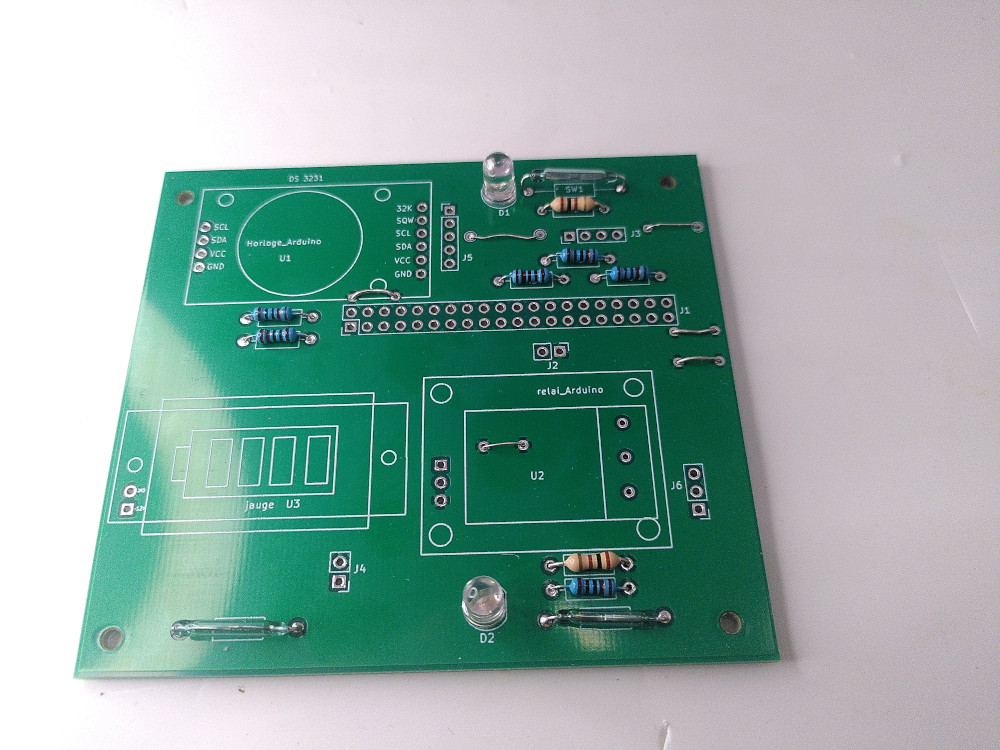 DS 3231
SCL
SDA
VCC
GND
Horloge_Arduino
U1
32K
SQW
SCL
SDA
VCC
GND
J5
D1
SW1
J3
J1
J2
relai_Arduino
U2
J6
jauge U3
J4
D2